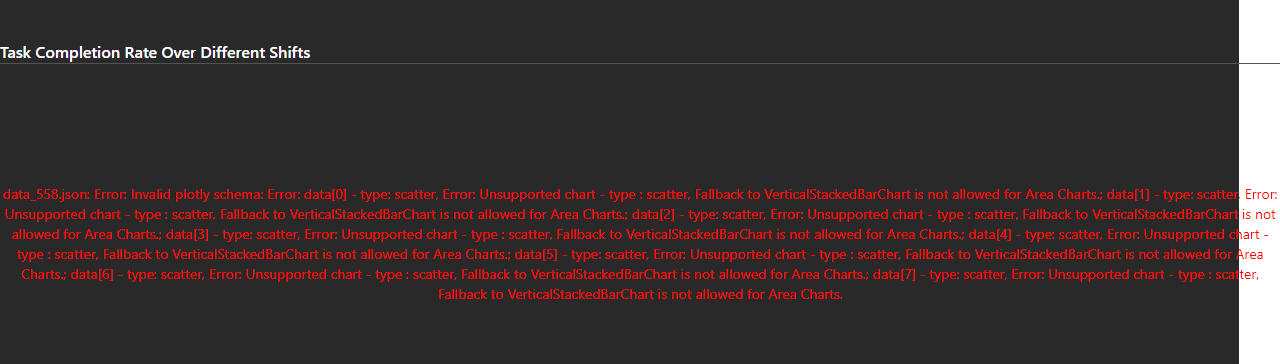 Task Completion Rate Over Different Shifts
data_558.json: Error: Invalid plotly schema: Error: data[0] - type: scatter, Error: Unsupported chart - type : scatter, Fallback to VerticalStackedBarChart is not allowed for Area Charts.; data[1] - type: scatter, Error:
Unsupported chart - type : scatter, Fallback to VerticalStackedBarChart is not allowed for Area Charts.; data[2] - type: scatter, Error: Unsupported chart - type : scatter, Fallback to VerticalStackedBarChart is not
allowed for Area Charts.; data[3] - type: scatter, Error: Unsupported chart - type : scatter, Fallback to VerticalStackedBarChart is not allowed for Area Charts.; data[4] - type: scatter, Error: Unsupported chart -
type : scatter, Fallback to VerticalStackedBarChart is not allowed for Area Charts.; data[5] - type: scatter, Error: Unsupported chart - type : scatter, Fallback to VerticalStackedBarChart is not allowed for Area
Charts.; data[6] - type: scatter, Error: Unsupported chart - type : scatter, Fallback to VerticalStackedBarChart is not allowed for Area Charts.; data[7] - type: scatter, Error: Unsupported chart - type : scatter,
Fallback to VerticalStackedBarChart is not allowed for Area Charts.